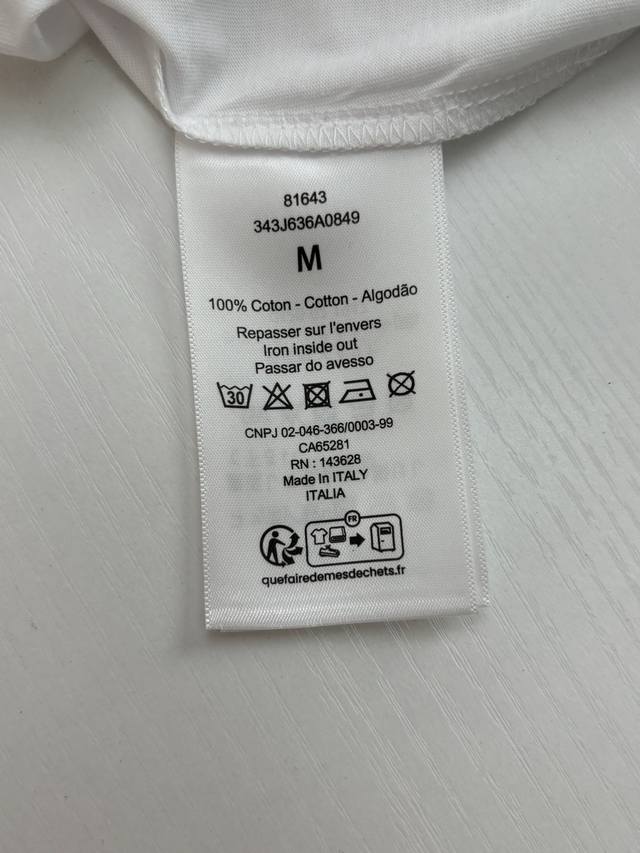 81643
343J636A0849
M
100% Coton - Cotton - Algodão
Repasser sur l'envers
Iron inside out
Passar do avesso
30
CNPJ 02-046-366/0003-99
CA65281
RN : 143628
Made In ITALY
ITALIA
FR
quefairedemesdechets.fr